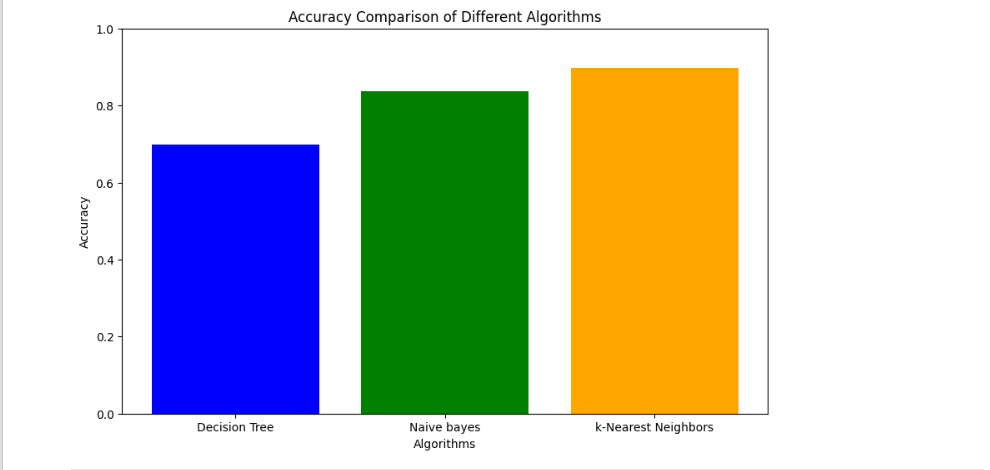 Accuracy Comparison of Different Algorithms
1.0
0.8
0.6
0.4
0.2
0.0
Accuracy
Decision Tree Naive bayes k-Nearest Neighbors
Algorithms